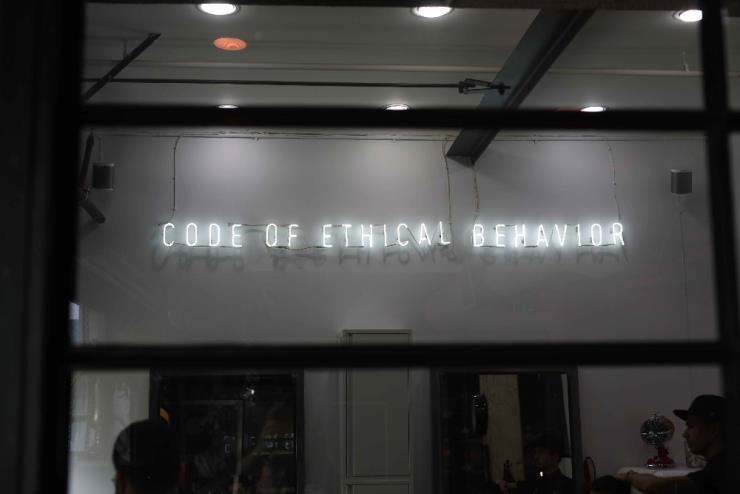 CODE OF ETHICAL BEHAVIOR